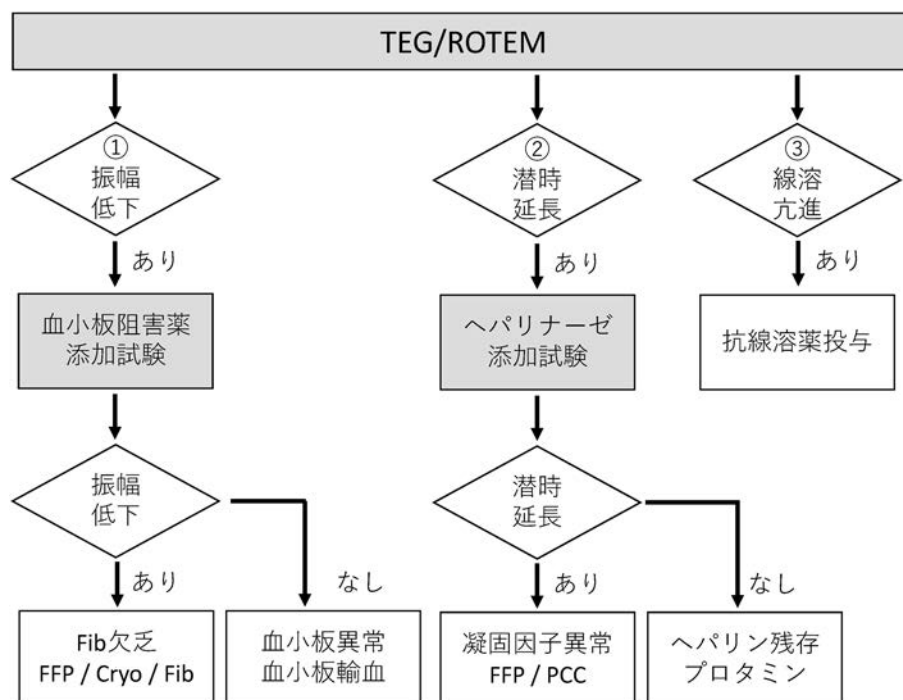 TEG/ROTEM
①
振幅
低下
②
潜時
延長
③
線溶
亢進
あり
あり
あり
血小板阻害薬
添加試験
ヘパリナーゼ
添加試験
抗線溶薬投与
振幅
低下
潜時
延長
あり
なし
あり
なし
Fib欠乏
FFP / Cryo / Fib
血小板異常
血小板輸血
凝固因子異常
FFP / PCC
ヘパリン残存
プロタミン